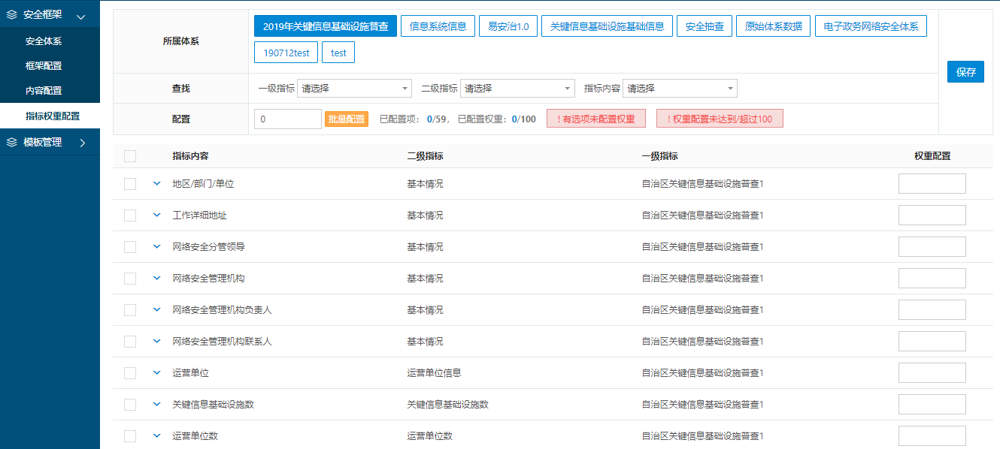 安全框架
安全体系
框架配置
内容配置
指标权重配置
模板管理
所属体系
2019年关键信息基础设施普查 信息系统信息 易安治1.0 关键信息基础设施基础信息 安全抽查 原始体系数据 电子政务网络安全体系
190712test test
保存
查找 一级指标 请选择 二级指标 请选择 指标内容 请选择
配置 0 批量配置 已配置项： 0/59， 已配置权重： 0/100 ！有选项未配置权重 ！权重配置未达到/超过100
指标内容 二级指标 一级指标 权重配置
地区/部门/单位 基本情况 自治区关键信息基础设施普查1
工作详细地址 基本情况 自治区关键信息基础设施普查1
网络安全分管领导 基本情况 自治区关键信息基础设施普查1
网络安全管理机构 基本情况 自治区关键信息基础设施普查1
网络安全管理机构负责人 基本情况 自治区关键信息基础设施普查1
网络安全管理机构联系人 基本情况 自治区关键信息基础设施普查1
运营单位 运营单位信息 自治区关键信息基础设施普查1
关键信息基础设施数 关键信息基础设施数 自治区关键信息基础设施普查1
运营单位数 运营单位数 自治区关键信息基础设施普查1